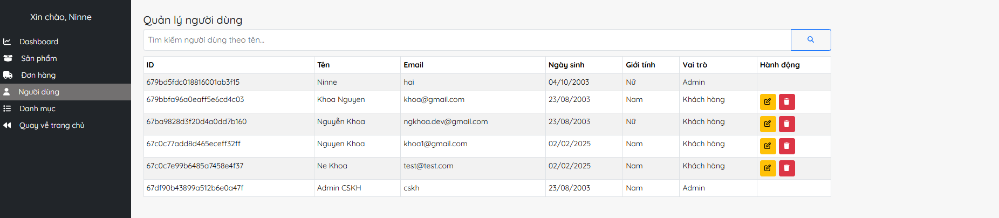 Xin chào, Ninne
Dashboard
Sản phẩm
Đơn hàng
Người dùng
Danh mục
Quay về trang chủ
Quản lý người dùng
Tìm kiếm người dùng theo tên...
ID Tên Email Ngày sinh Giới tính Vai trò Hành động
679bd5fdc018816001ab3f15 Ninne hai 04/10/2003 Nữ Admin
679bbfa96a0eaff5e6cd4c03 Khoa Nguyen khoa@gmail.com 23/08/2003 Nam Khách hàng
67ba9828d3f20d4a0dd7b160 Nguyễn Khoa ngkhoa.dev@gmail.com 23/08/2003 Nữ Khách hàng
67c0c77add8d465eceff32ff Nguyen Khoa khoa1@gmail.com 02/02/2025 Nam Khách hàng
67c0c7e99b6485a7458e4f37 Ne Khoa test@test.com 02/02/2025 Nam Khách hàng
67df90b43899a512b6e0a47f Admin CSKH cskh 23/08/2003 Nam Admin